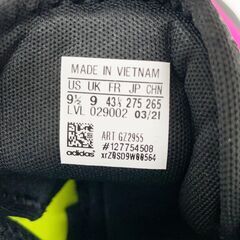 MADE IN VIETNAM
US UK FR JP CHN
9½ 9 43⅓ 275 265
LVL 029002 03/21
ART GZ2955
#127754508
xrZ0SD9W00564
adidas